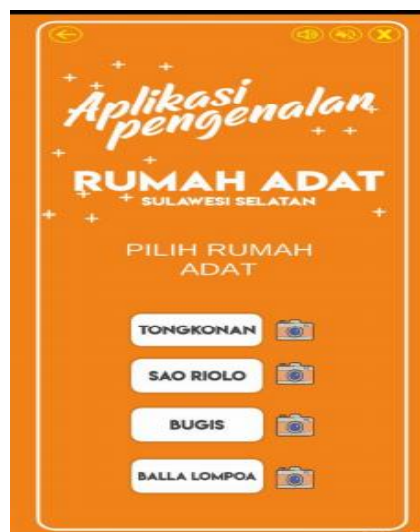 Aplikasi
pengenalan
RUMAH ADAT
SULAWESI SELATAN
PILIH RUMAH
ADAT
TONGKONAN
SAO RIOLO
BUGIS
BALLA LOMPOA